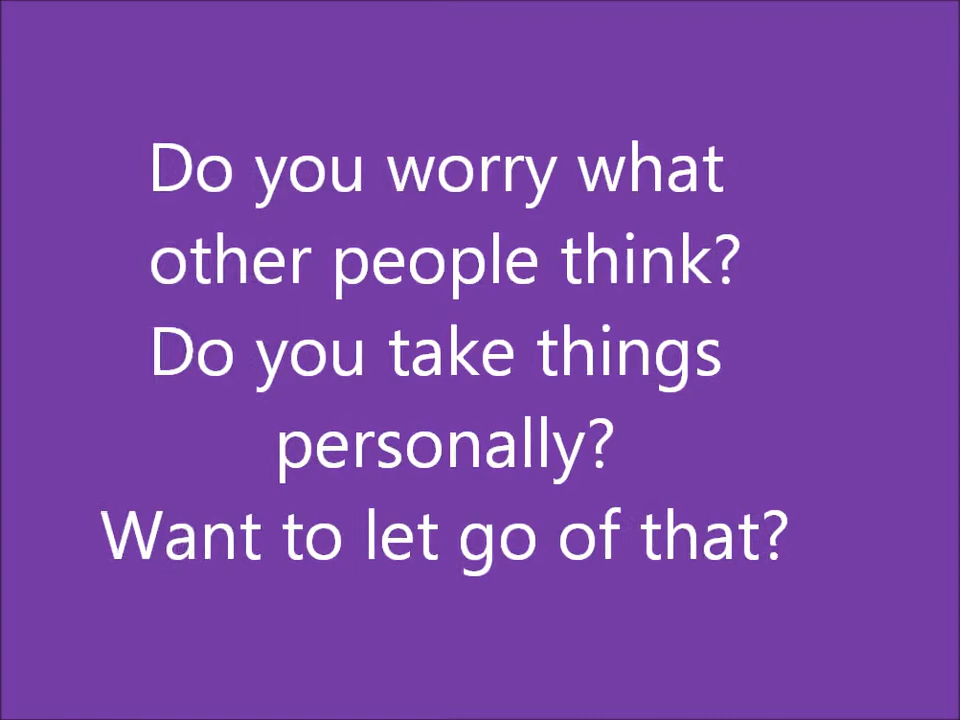 Do you worry what
other people think?
Do you take things
personally?
Want to let go of that?